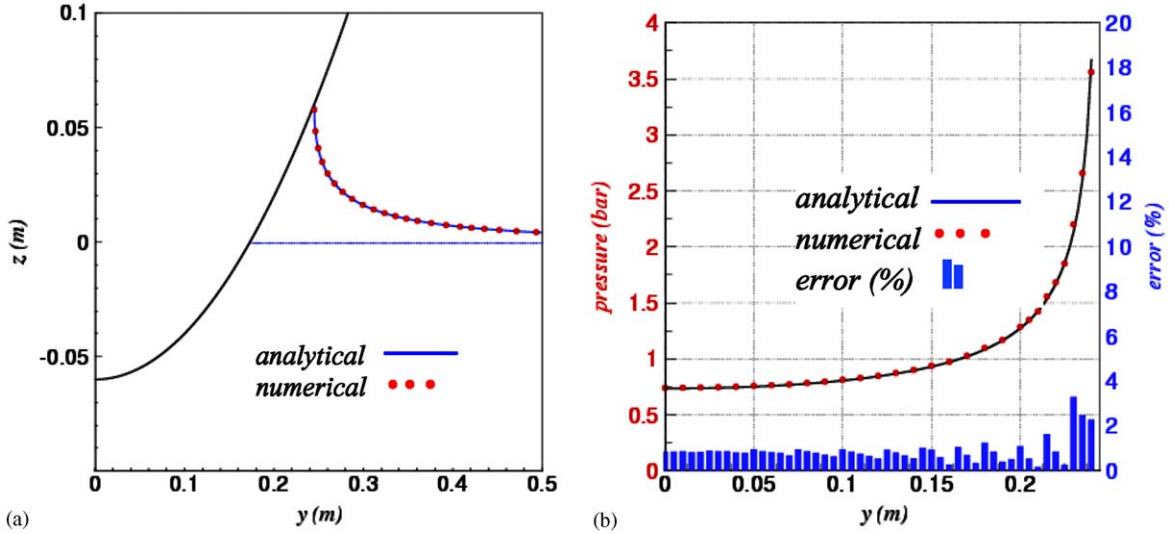 0.1
0.05
0
-0.05
z (m)
analytical
numerical
0 0.1 0.2 0.3 0.4 0.5
y (m)
(a)
4
3.5
3
2.5
2
1.5
1
0.5
0
pressure (bar)
analytical
numerical
error (%)
20
18
16
14
12
10
8
6
4
2
0
error (%)
0 0.05 0.1 0.15 0.2
y (m)
(b)